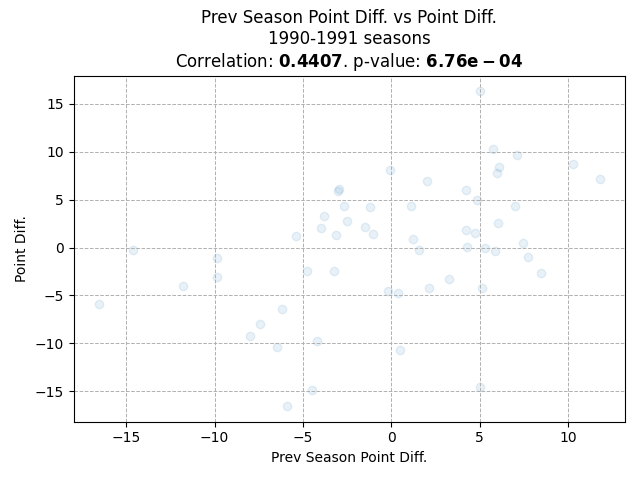 Prev Season Point Diff. vs Point Diff.
1990-1991 seasons
Correlation: 0.4407. p-value: 6.76e − 04
15
10
5
0
−5
−10
−15
Point Diff.
−15 −10 −5 0 5 10
Prev Season Point Diff.